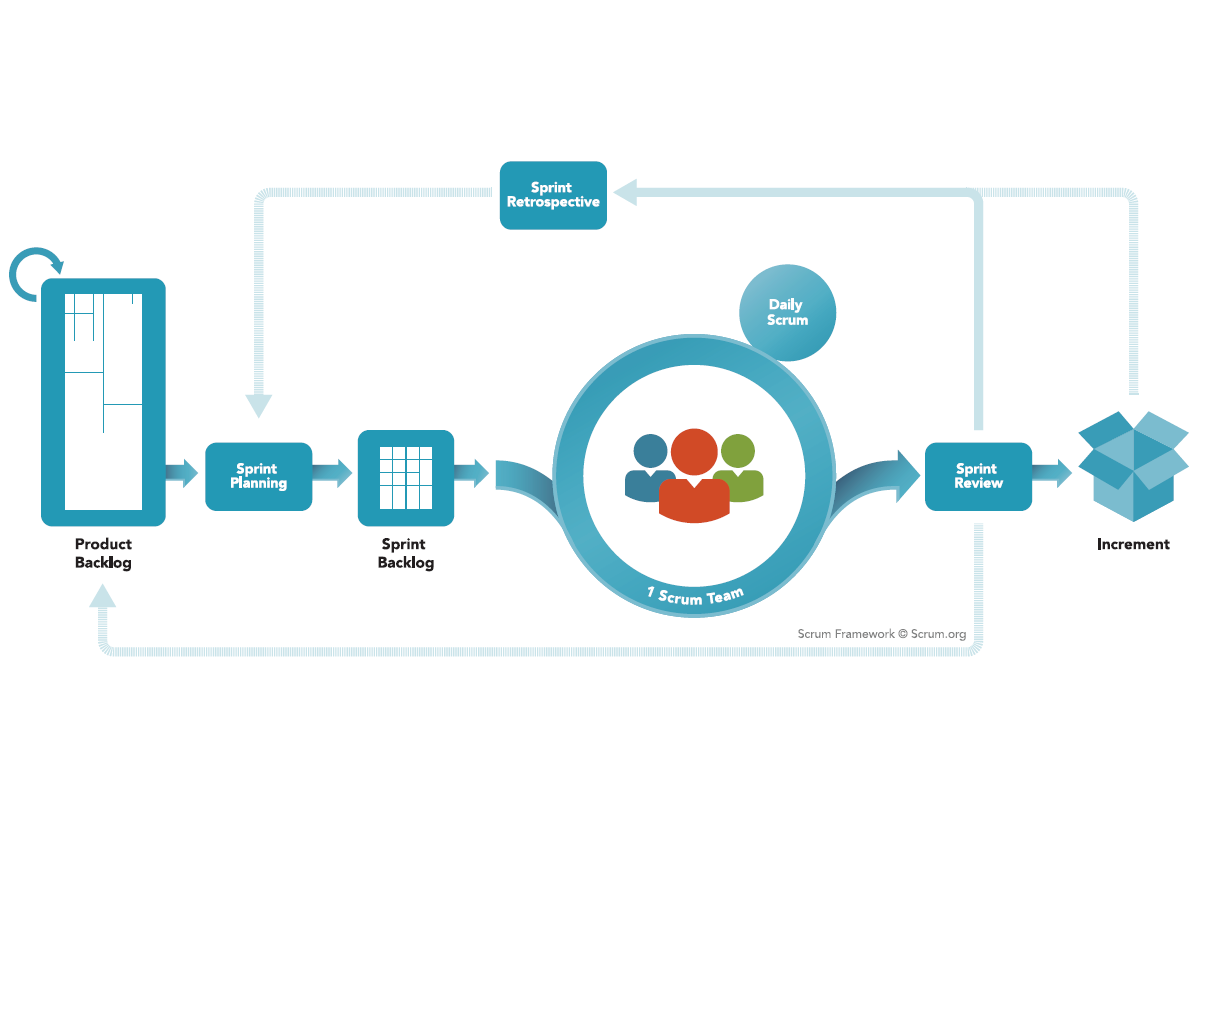 Sprint
Retrospective
Daily
Scrum
Sprint
Planning
Sprint
Review
Product
Backlog
Sprint
Backlog
Increment
1 Scrum Team
Scrum Framework © Scrum.org